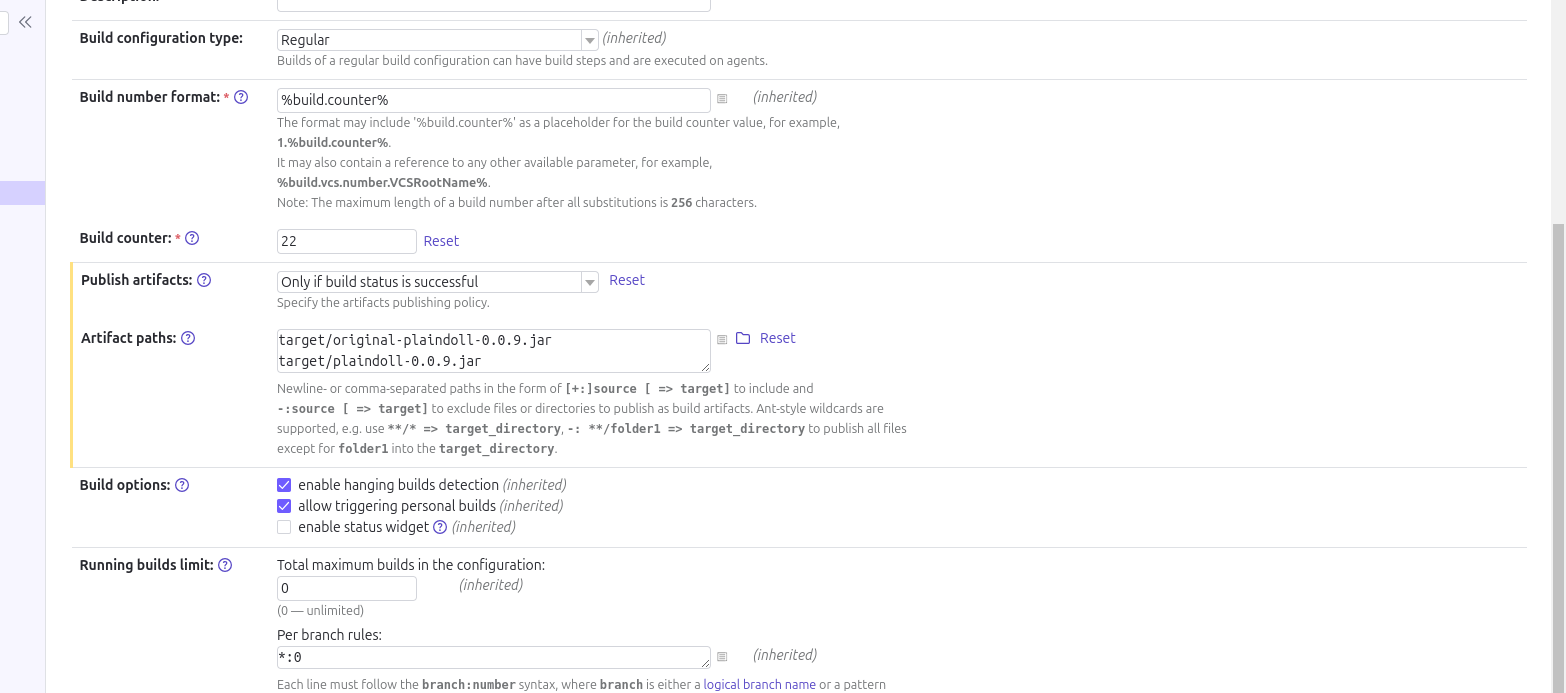 Description:
Build configuration type:
Regular
(inherited)
Builds of a regular build configuration can have build steps and are executed on agents.
Build number format: *
%build.counter%
(inherited)
The format may include '%build.counter%' as a placeholder for the build counter value, for example,
1.%build.counter%.
It may also contain a reference to any other available parameter, for example,
%build.vcs.number.VCSRootName%.
Note: The maximum length of a build number after all substitutions is 256 characters.
Build counter: *
22
Reset
Publish artifacts:
Only if build status is successful
Reset
Specify the artifacts publishing policy.
Artifact paths:
target/original-plaindoll-0.0.9.jar
target/plaindoll-0.0.9.jar
Reset
Newline- or comma-separated paths in the form of [+:]source [ => target] to include and
-:source [ => target] to exclude files or directories to publish as build artifacts. Ant-style wildcards are
supported, e.g. use **/* => target_directory, -: **/folder1 => target_directory to publish all files
except for folder1 into the target_directory.
Build options:
enable hanging builds detection (inherited)
allow triggering personal builds (inherited)
enable status widget (inherited)
Running builds limit:
Total maximum builds in the configuration:
0
(inherited)
(0 — unlimited)
Per branch rules:
*:0
(inherited)
Each line must follow the branch:number syntax, where branch is either a logical branch name or a pattern